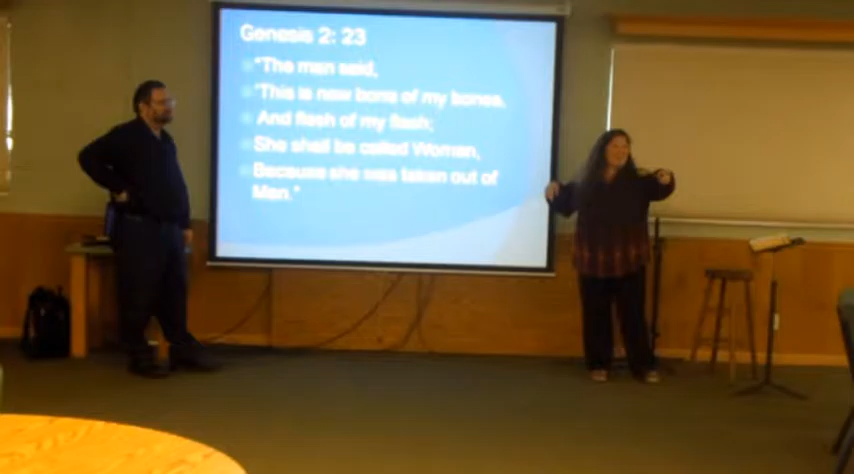 Genesis 2: 23
"The man said,
'This is now bone of my bones,
And flesh of my flesh;
She shall be called Woman,
Because she was taken out of
Man."